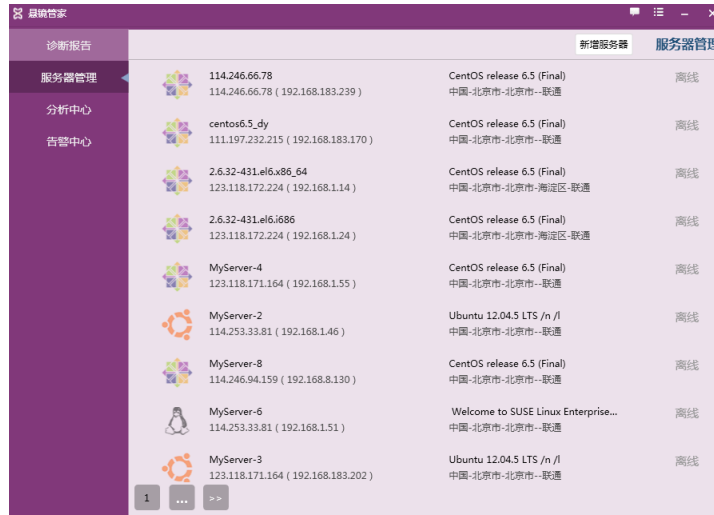 悬镜管家
诊断报告
服务器管理
分析中心
告警中心
新增服务器
服务器管理
114.246.66.78
114.246.66.78 ( 192.168.183.239 )
CentOS release 6.5 (Final)
中国-北京市-北京市--联通
离线
centos6.5_dy
111.197.232.215 ( 192.168.183.170 )
CentOS release 6.5 (Final)
中国-北京市-北京市--联通
离线
2.6.32-431.el6.x86_64
123.118.172.224 ( 192.168.1.14 )
CentOS release 6.5 (Final)
中国-北京市-北京市-海淀区-联通
离线
2.6.32-431.el6.i686
123.118.172.224 ( 192.168.1.24 )
CentOS release 6.5 (Final)
中国-北京市-北京市-海淀区-联通
离线
MyServer-4
123.118.171.164 ( 192.168.1.55 )
CentOS release 6.5 (Final)
中国-北京市-北京市--联通
离线
MyServer-2
114.253.33.81 ( 192.168.1.46 )
Ubuntu 12.04.5 LTS /n /l
中国-北京市-北京市--联通
离线
MyServer-8
114.246.94.159 ( 192.168.8.130 )
CentOS release 6.5 (Final)
中国-北京市-北京市--联通
离线
MyServer-6
114.253.33.81 ( 192.168.1.51 )
Welcome to SUSE Linux Enterprise...
中国-北京市-北京市--联通
离线
MyServer-3
123.118.171.164 ( 192.168.183.202 )
Ubuntu 12.04.5 LTS /n /l
中国-北京市-北京市--联通
离线
1 ... >>